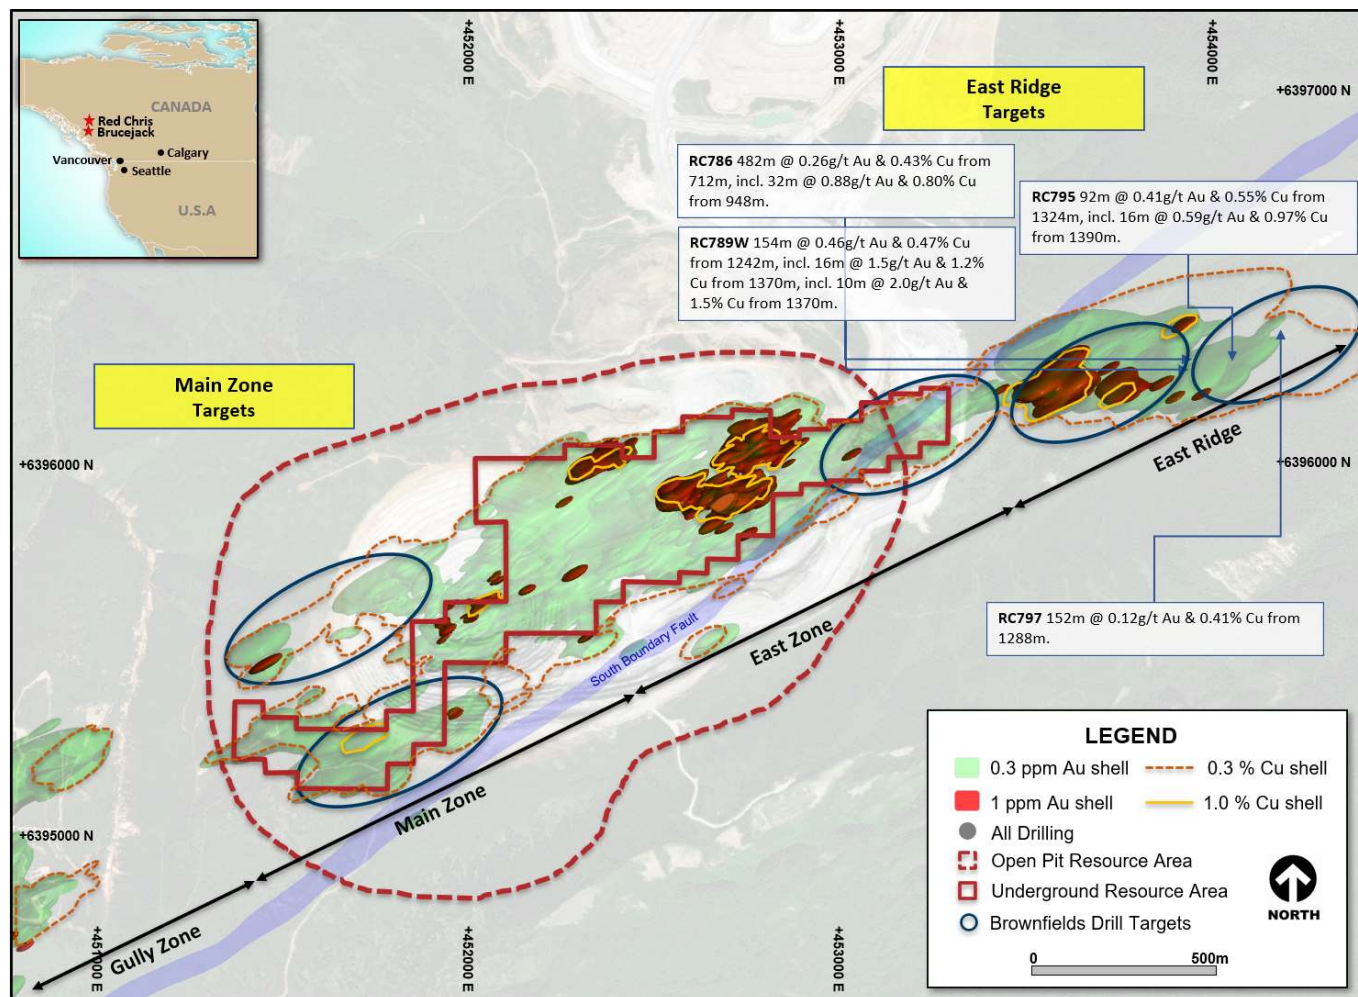 CANADA
Red Chris
Brucejack
Vancouver
Calgary
Seattle
U.S.A
+452000 E
+453000 E
+454000 E
+6397000 N
East Ridge
Targets
RC786 482m @ 0.26g/t Au & 0.43% Cu from
712m, incl. 32m @ 0.88g/t Au & 0.80% Cu
from 948m.
RC795 92m @ 0.41g/t Au & 0.55% Cu from
1324m, incl. 16m @ 0.59g/t Au & 0.97% Cu
from 1390m.
RC789W 154m @ 0.46g/t Au & 0.47% Cu
from 1242m, incl. 16m @ 1.5g/t Au & 1.2%
Cu from 1370m, incl. 10m @ 2.0g/t Au &
1.5% Cu from 1370m.
Main Zone
Targets
+6396000 N
+6396000 N
East Ridge
East Zone
South Boundary Fault
RC797 152m @ 0.12g/t Au & 0.41% Cu from
1288m.
Main Zone
+6395000 N
Gully Zone
+451000 E
+452000 E
+453000 E
LEGEND
0.3 ppm Au shell
0.3 % Cu shell
1 ppm Au shell
1.0 % Cu shell
All Drilling
Open Pit Resource Area
Underground Resource Area
Brownfields Drill Targets
NORTH
0
500m